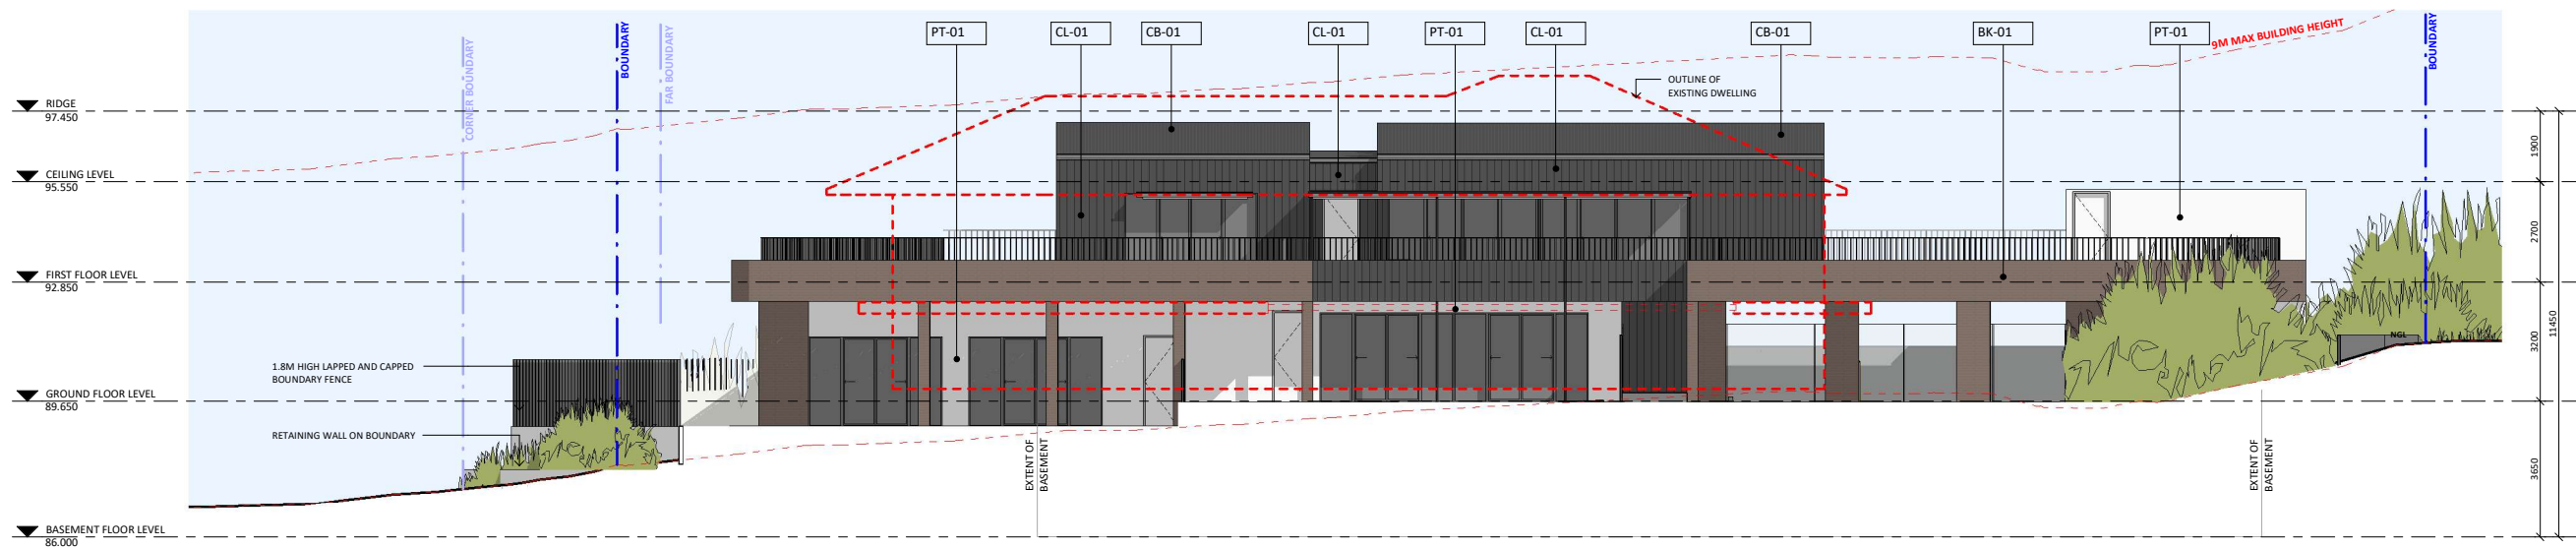 PT-01
CL-01
CB-01
CL-01
PT-01
CL-01
CB-01
BK-01
PT-01
9M MAX BUILDING HEIGHT
CORNER BOUNDARY
BOUNDARY
FAR BOUNDARY
BOUNDARY
OUTLINE OF
EXISTING DWELLING
RIDGE
97.450
CEILING LEVEL
95.550
FIRST FLOOR LEVEL
92.850
1.8M HIGH LAPPED AND CAPPED
BOUNDARY FENCE
GROUND FLOOR LEVEL
89.650
RETAINING WALL ON BOUNDARY
EXTENT OF
BASEMENT
EXTENT OF
BASEMENT
BASEMENT FLOOR LEVEL
86.000
NGL
1900
2700
3200
3650
11450